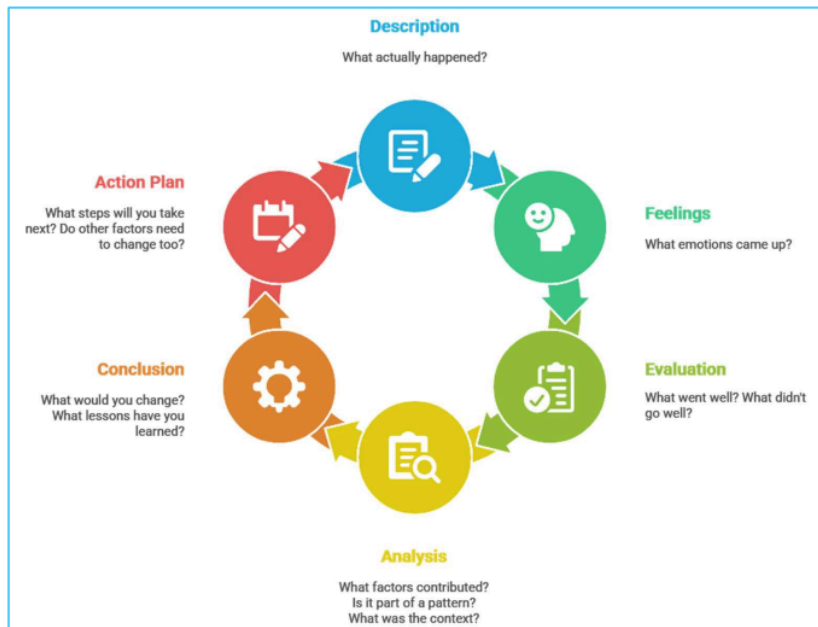 Description
What actually happened?
Feelings
What emotions came up?
Evaluation
What went well? What didn't
go well?
Analysis
What factors contributed?
Is it part of a pattern?
What was the context?
Conclusion
What would you change?
What lessons have you
learned?
Action Plan
What steps will you take
next? Do other factors need
to change too?